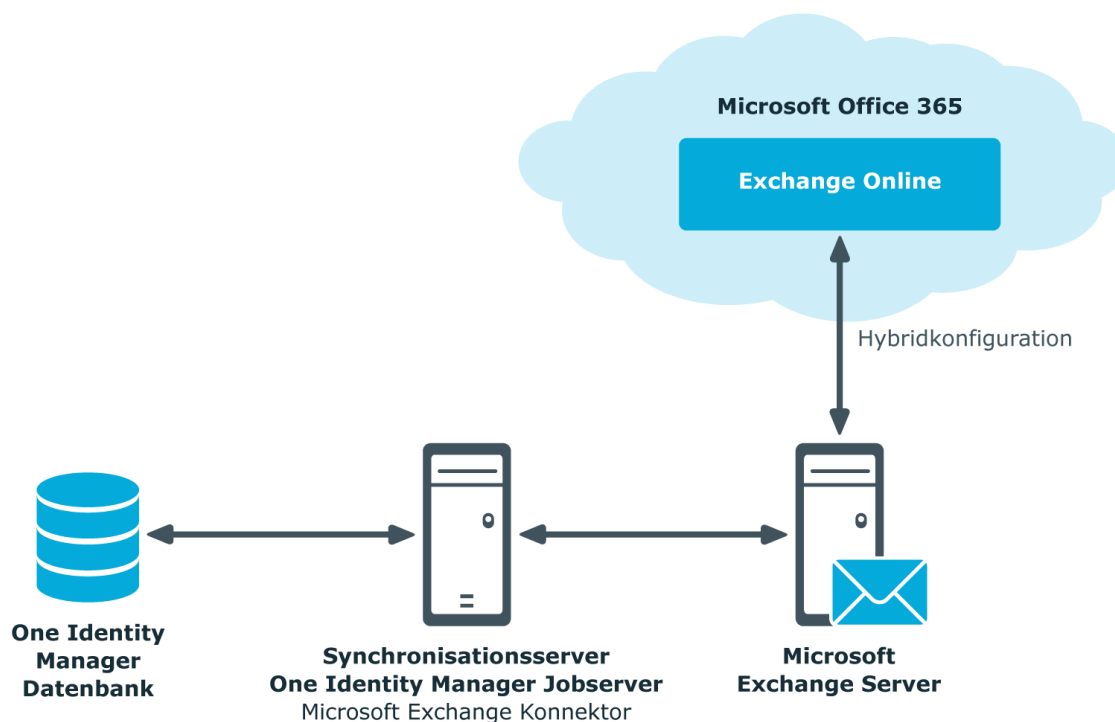 Microsoft Office 365
Exchange Online
Hybridkonfiguration
One Identity
Manager
Datenbank
Synchronisationsserver
One Identity Manager Jobserver
Microsoft Exchange Konnektor
Microsoft
Exchange Server